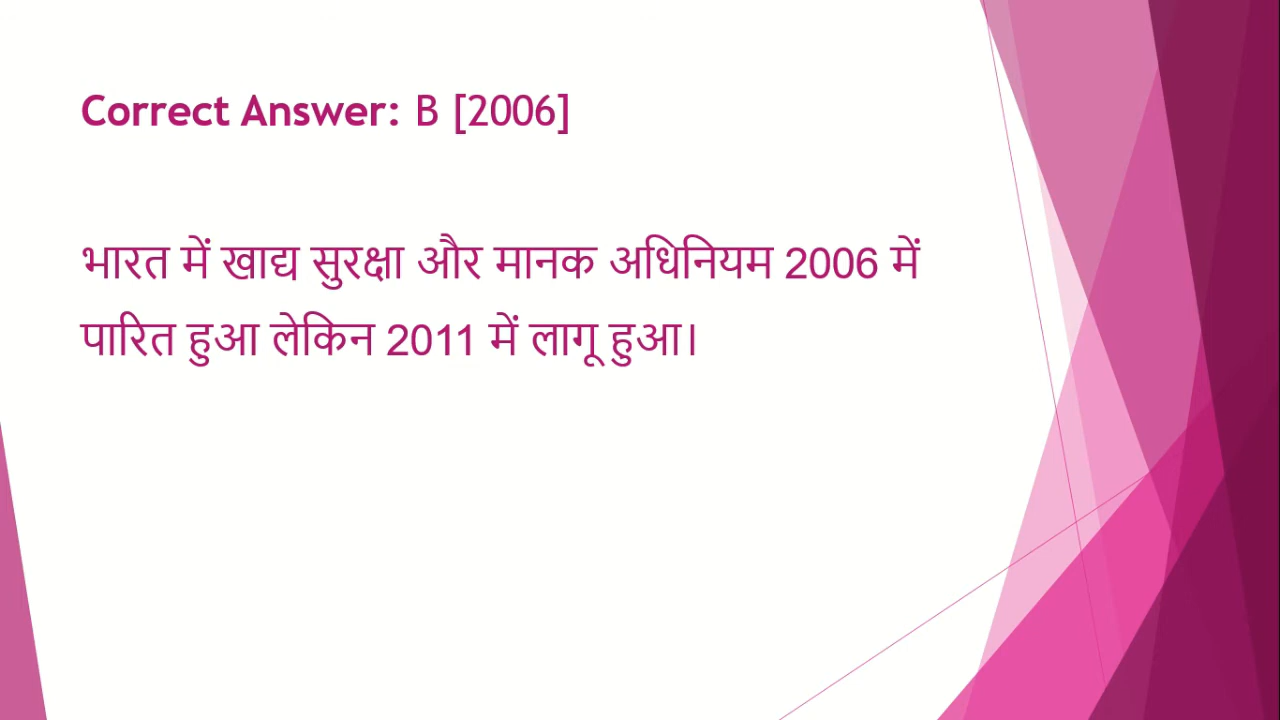 Correct Answer: B [2006]
भारत में खाद्य सुरक्षा और मानक अधिनियम 2006 में
पारित हुआ लेकिन 2011 में लागू हुआ।